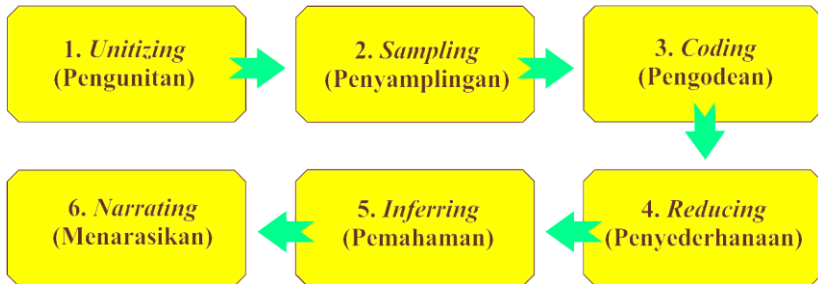 1. Unitizing
(Pengunitan)
2. Sampling
(Penyamplingan)
3. Coding
(Pengodean)
4. Reducing
(Penyederhanaan)
5. Inferring
(Pemahaman)
6. Narrating
(Menarasikan)